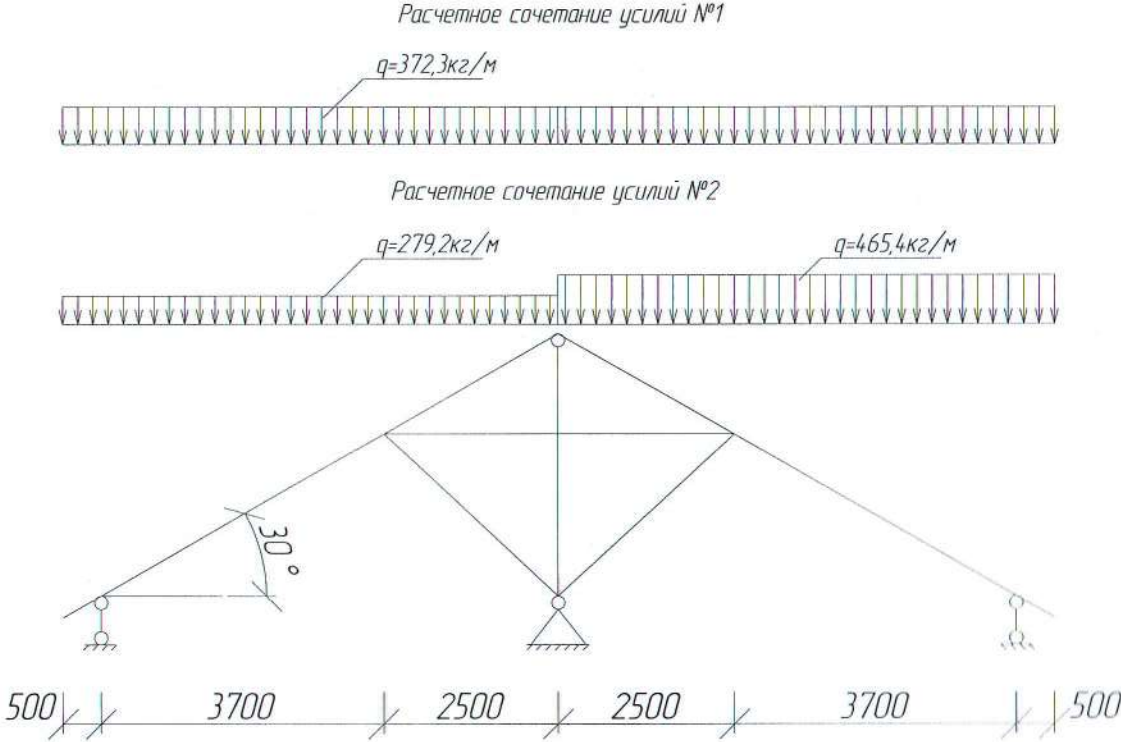 Расчетное сочетание усилий №1
q=372,3кг/м
Расчетное сочетание усилий №2
q=279,2кг/м
q=465,4кг/м
30°
500 3700 2500 2500 3700 500